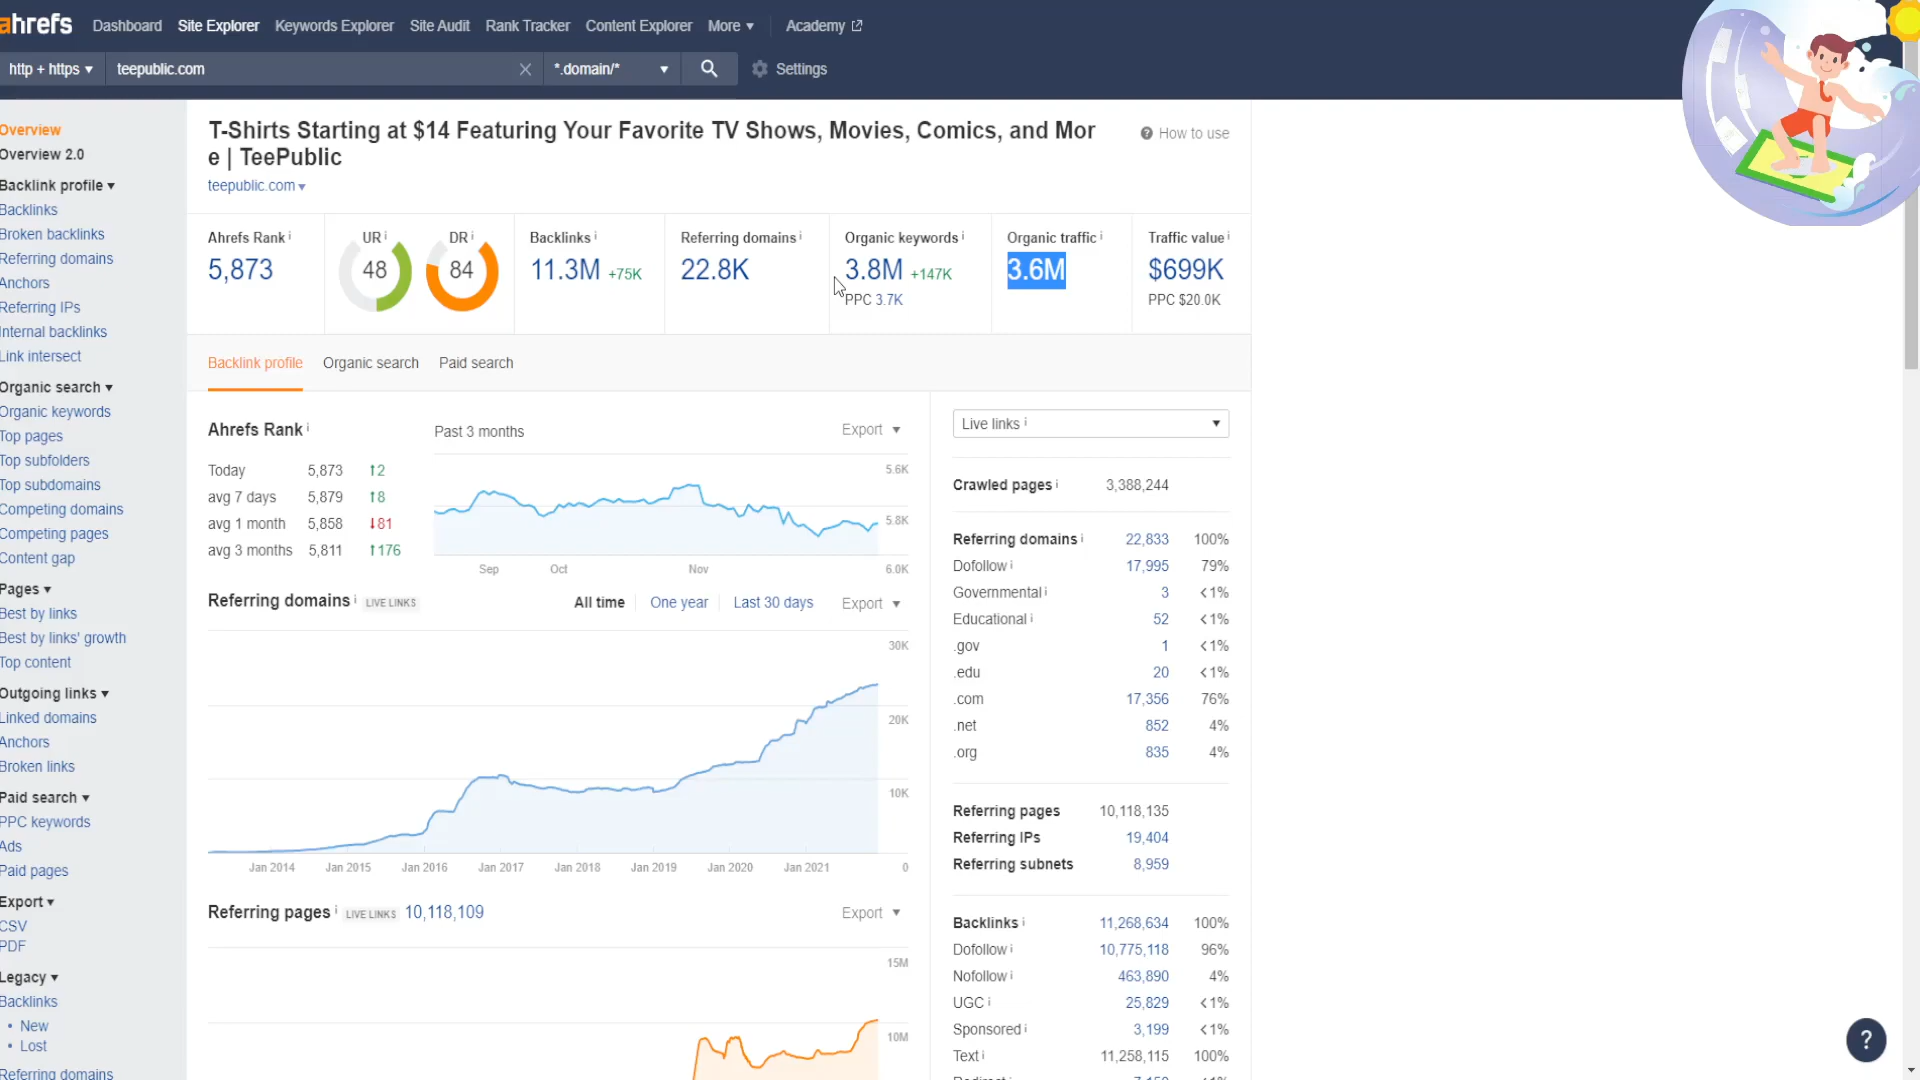 ahrefs Dashboard Site Explorer Keywords Explorer Site Audit Rank Tracker Content Explorer More Academy
http + https teepublic.com *.domain/* Settings
Overview
Overview 2.0
Backlink profile
Backlinks
Broken backlinks
Referring domains
Anchors
Referring IPs
Internal backlinks
Link intersect
Organic search
Organic keywords
Top pages
Top subfolders
Top subdomains
Competing domains
Competing pages
Content gap
Pages
Best by links
Best by links' growth
Top content
Outgoing links
Linked domains
Anchors
Broken links
Paid search
PPC keywords
Ads
Paid pages
Export
CSV
PDF
Legacy
Backlinks
• New
• Lost
Referring domains
T-Shirts Starting at $14 Featuring Your Favorite TV Shows, Movies, Comics, and Mor
e | TeePublic
How to use
teepublic.com
Ahrefs Rank UR DR Backlinks Referring domains Organic keywords Organic traffic Traffic value
5,873 48 84 11.3M +75K 22.8K 3.8M +147K 3.6M $699K
PPC 3.7K PPC $20.0K
Backlink profile Organic search Paid search
Ahrefs Rank Past 3 months Export
Today 5,873 ↑2
avg 7 days 5,879 ↑8
avg 1 month 5,858 ↓81
avg 3 months 5,811 ↑176
5.6K
5.8K
6.0K
Sep Oct Nov
Referring domains LIVE LINKS All time One year Last 30 days Export
30K
20K
10K
0
Jan 2014 Jan 2015 Jan 2016 Jan 2017 Jan 2018 Jan 2019 Jan 2020 Jan 2021
Referring pages LIVE LINKS 10,118,109 Export
15M
10M
Live links
Crawled pages 3,388,244
Referring domains 22,833 100%
Dofollow 17,995 79%
Governmental 3 <1%
Educational 52 <1%
.gov 1 <1%
.edu 20 <1%
.com 17,356 76%
.net 852 4%
.org 835 4%
Referring pages 10,118,135
Referring IPs 19,404
Referring subnets 8,959
Backlinks 11,268,634 100%
Dofollow 10,775,118 96%
Nofollow 463,890 4%
UGC 25,829 <1%
Sponsored 3,199 <1%
Text 11,258,115 100%
?